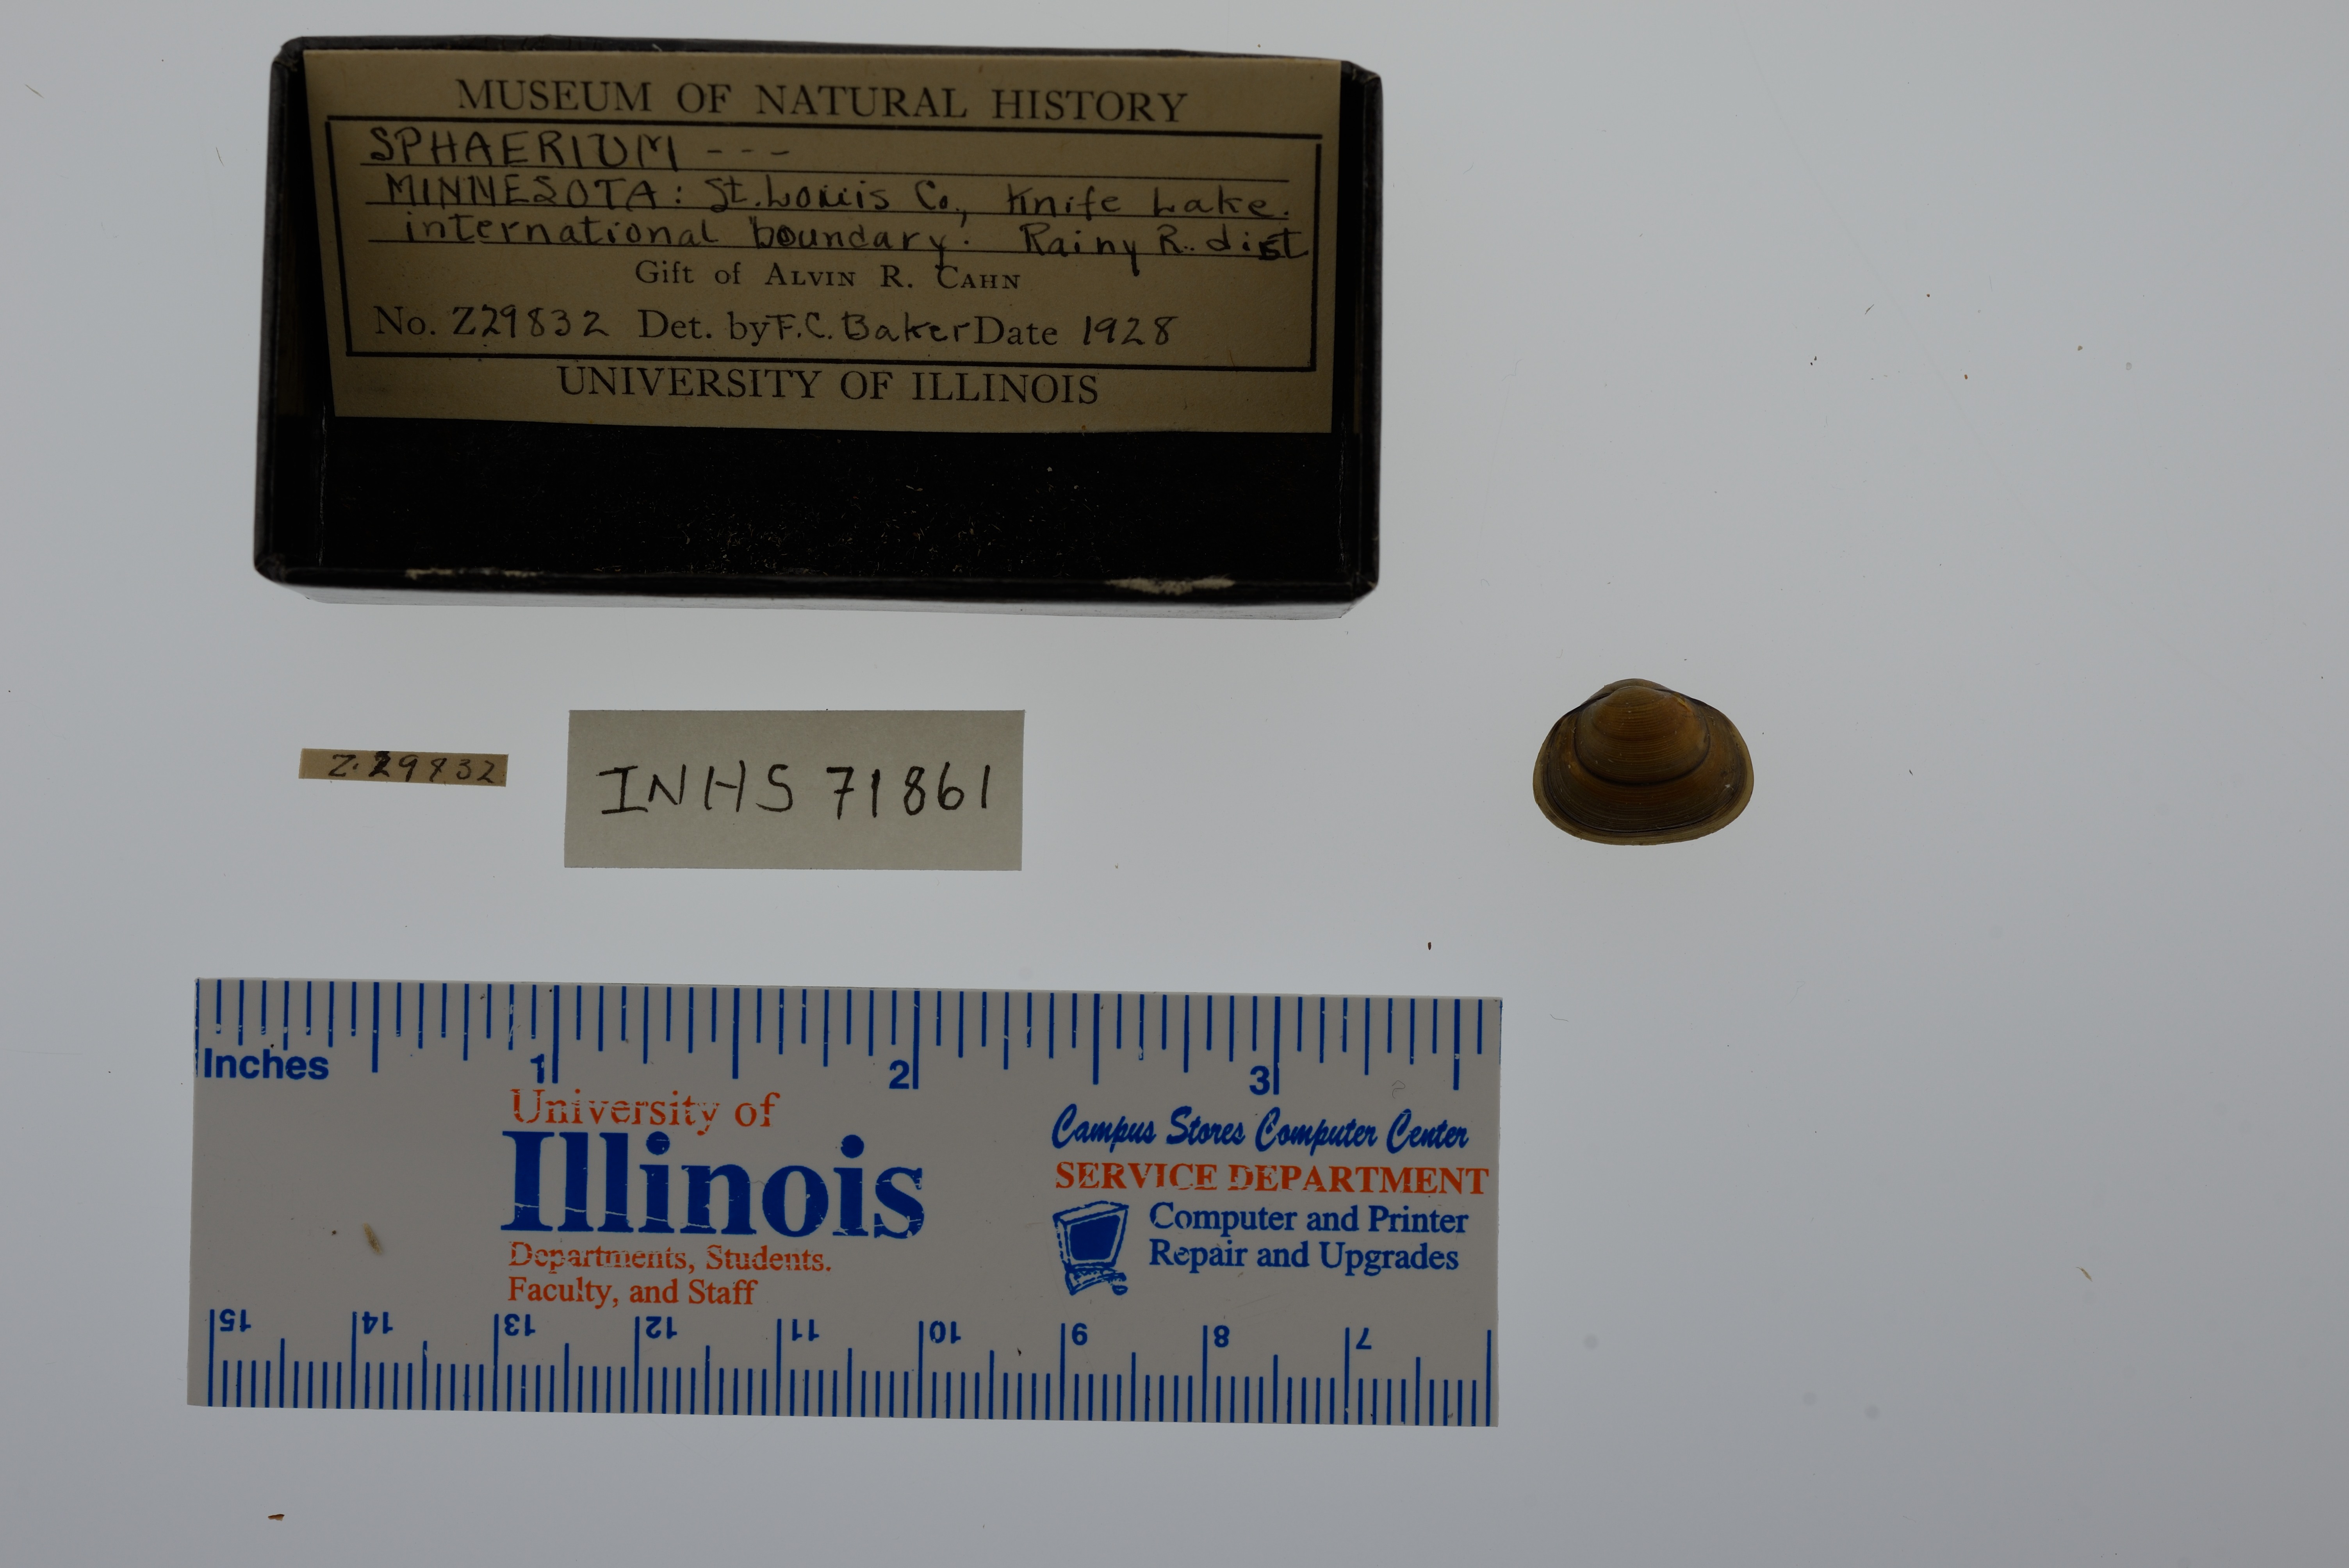 MUSEUM OF NATURAL HISTORY
SPHAERIUM ---
MINNESOTA: St. Louis Co., Knife Lake.
international boundary. Rainy R. dist
Gift of ALVIN R. CAHN
No. Z29832 Det. by F.C. Baker Date 1928
UNIVERSITY OF ILLINOIS
Z.29832
INHS 71861
Inches 1 2 3
University of
Illinois
Departments, Students.
Faculty, and Staff
Campus Stores Computer Center
SERVICE DEPARTMENT
Computer and Printer
Repair and Upgrades
15 14 13 12 11 10 9 8 7